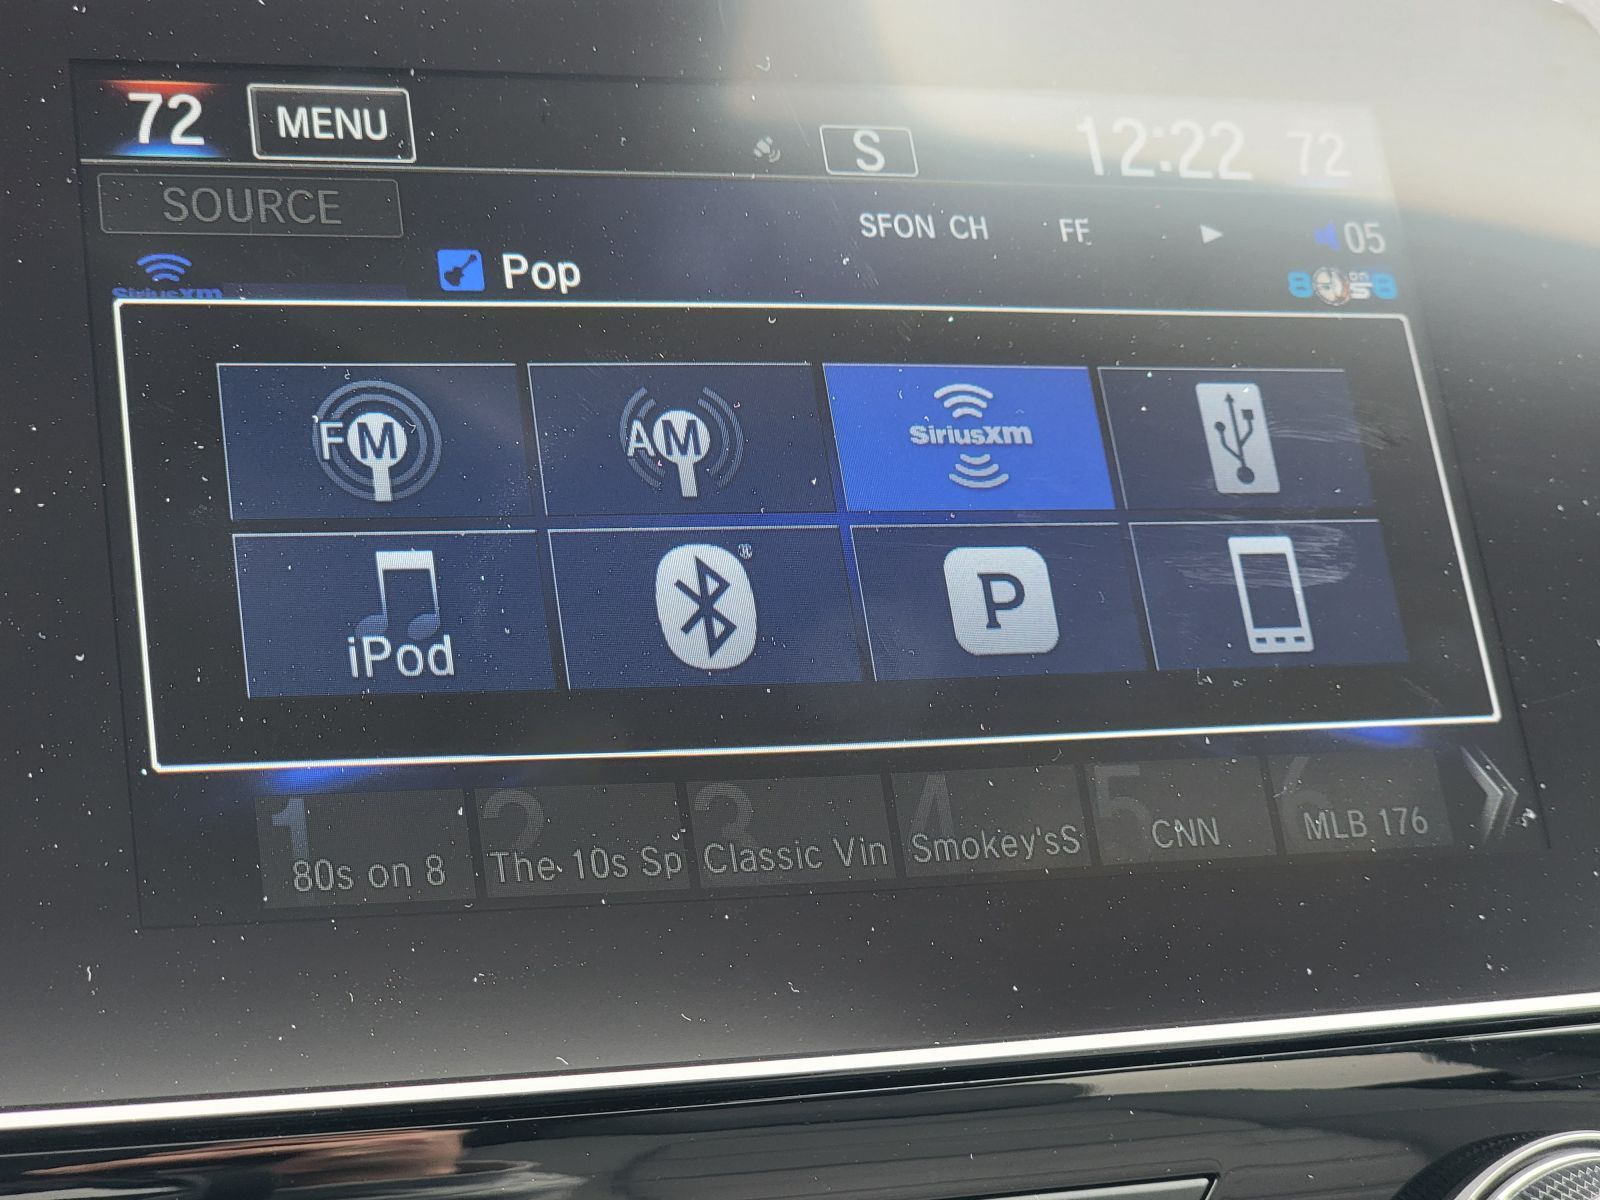 72 MENU S 12:22 72
SOURCE SFON CH FF 05
SiriusXM Pop
FM AM SiriusXm
iPod ® P
1 2 3 4 5 6
80s on 8 The 10s Sp Classic Vin Smokey'sS CNN MLB 176